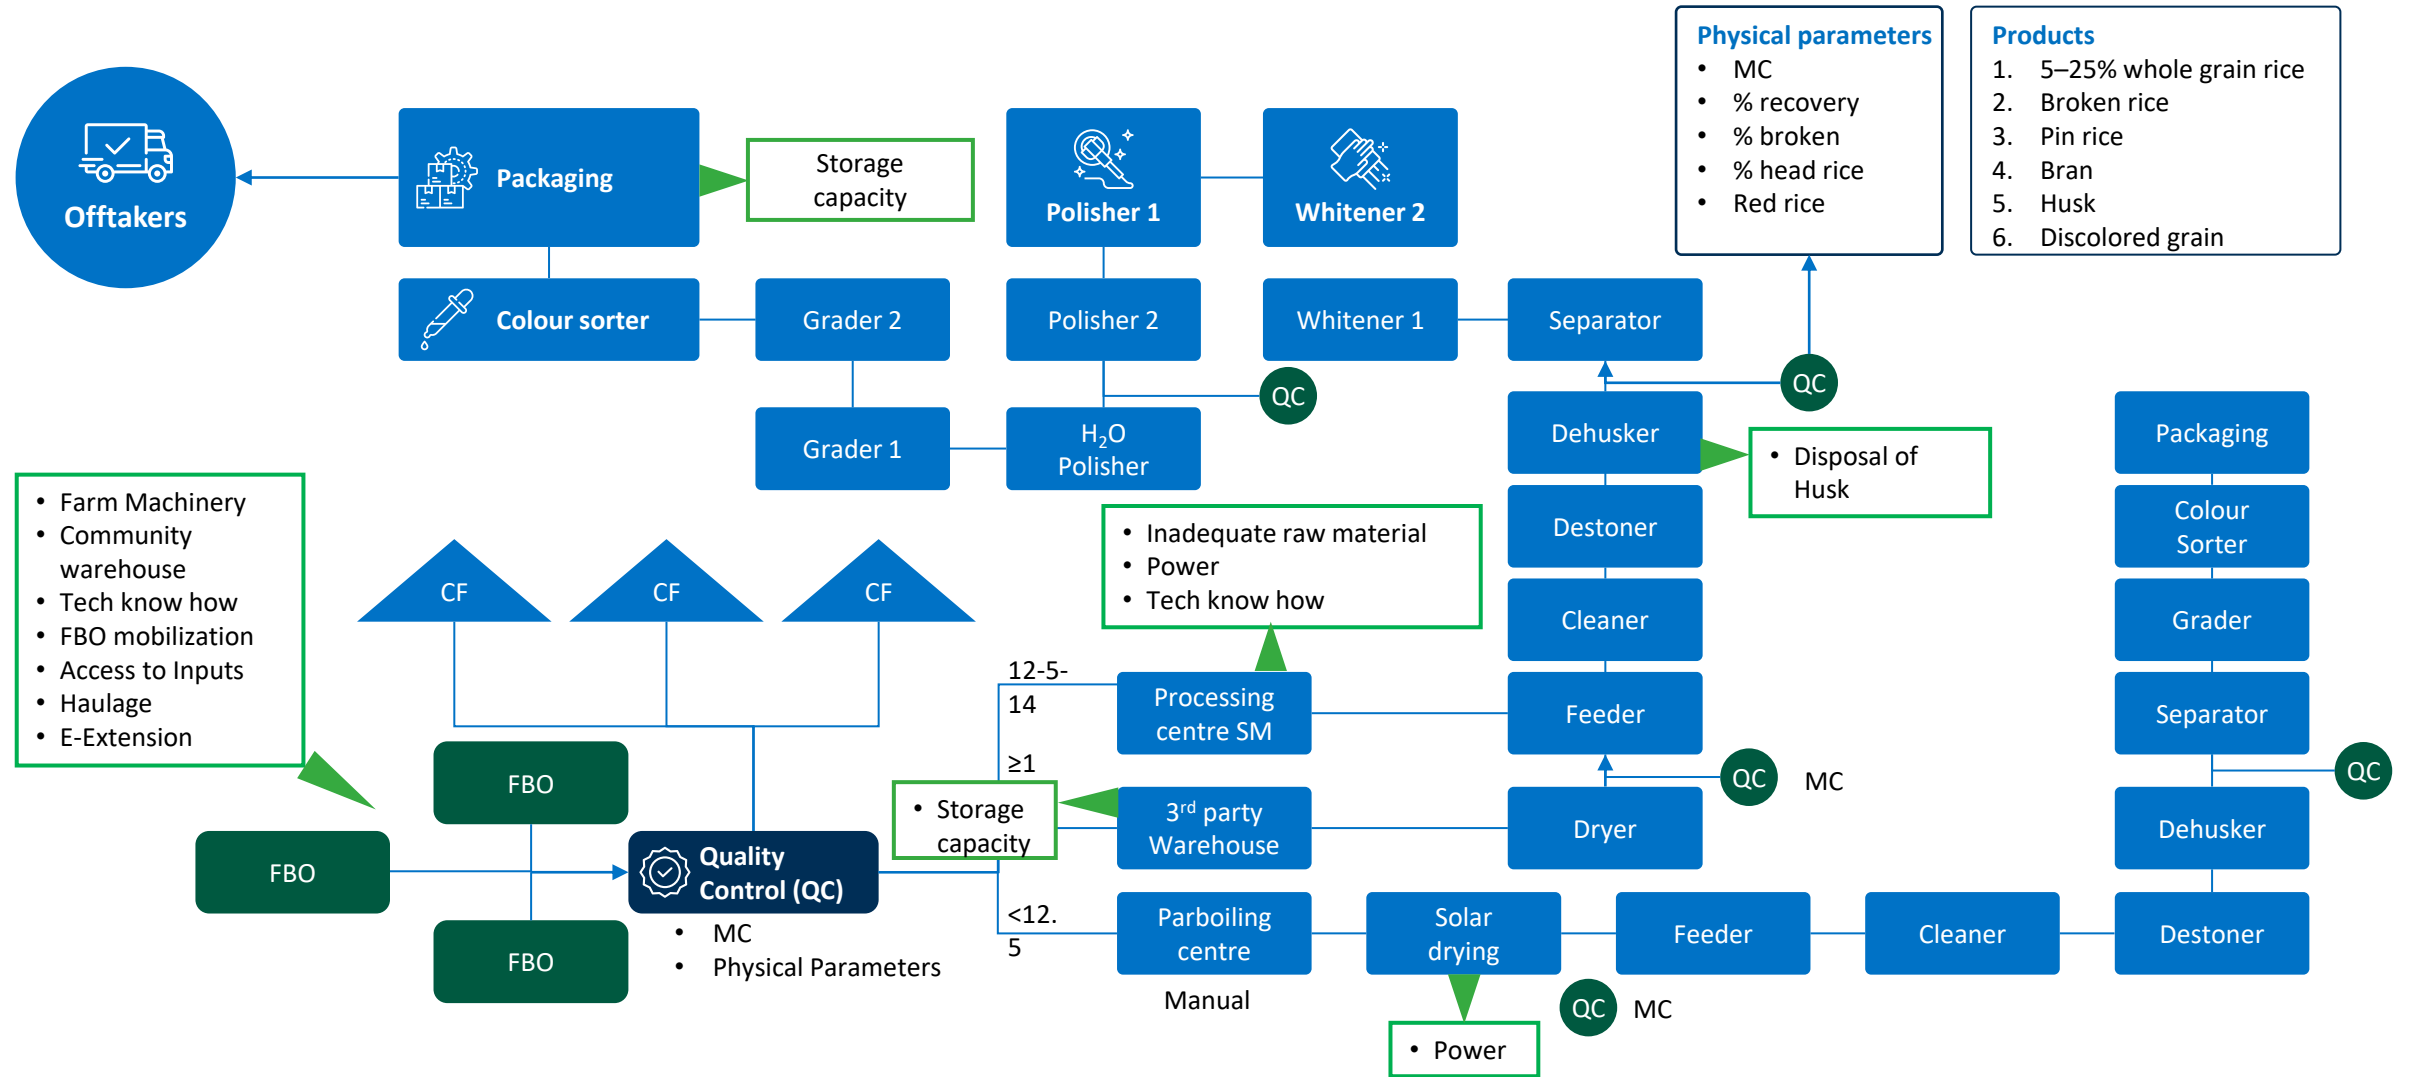 Physical parameters
• MC
• % recovery
• % broken
• % head rice
• Red rice
Products
1. 5–25% whole grain rice
2. Broken rice
3. Pin rice
4. Bran
5. Husk
6. Discolored grain
Offtakers
Packaging
Storage
capacity
Polisher 1
Whitener 2
Colour sorter
Grader 2
Polisher 2
Whitener 1
Separator
QC
QC
Grader 1
H₂O
Polisher
Dehusker
• Disposal of
Husk
Packaging
• Farm Machinery
• Community
warehouse
• Tech know how
• FBO mobilization
• Access to Inputs
• Haulage
• E-Extension
CF
CF
CF
• Inadequate raw material
• Power
• Tech know how
Destoner
Colour
Sorter
Cleaner
Grader
12-5-
14
Processing
centre SM
Feeder
Separator
≥1
FBO
QC
MC
QC
• Storage
capacity
3rd party
Warehouse
Dryer
Dehusker
FBO
Quality
Control (QC)
• MC
• Physical Parameters
FBO
<12.
5
Parboiling
centre
Manual
Solar
drying
Feeder
Cleaner
Destoner
QC
MC
• Power